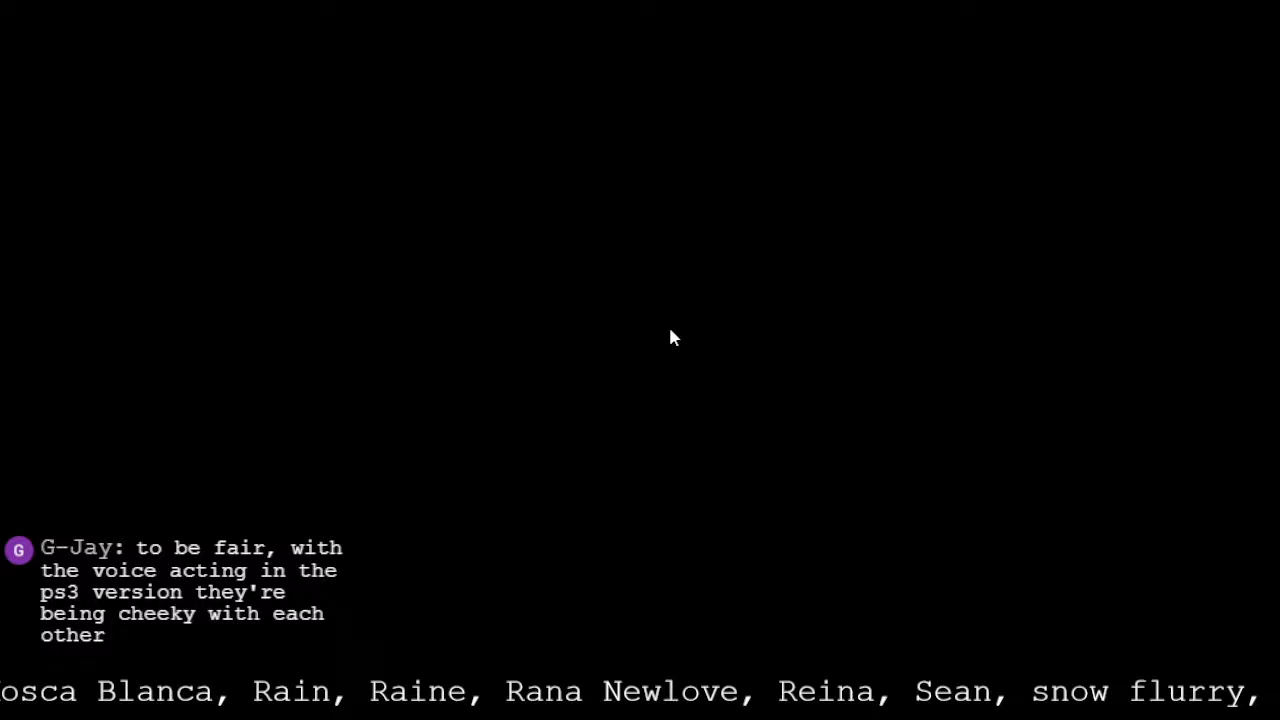 G
G-Jay: to be fair, with
the voice acting in the
ps3 version they're
being cheeky with each
other
Blanca, Rain, Raine, Rana Newlove, Reina, Sean, snow flurry,